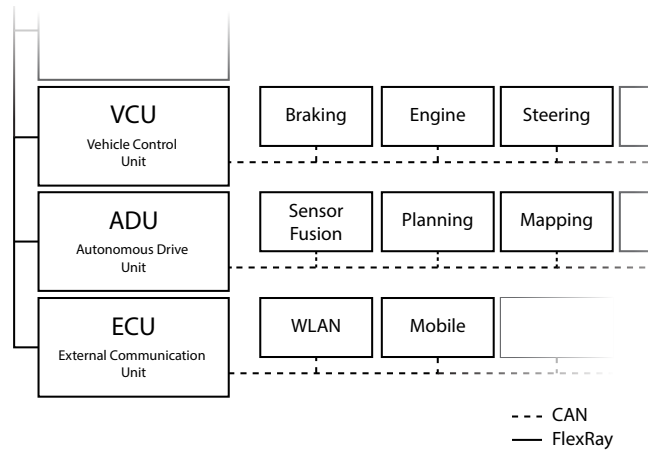 VCU
Vehicle Control
Unit
Braking
Engine
Steering
ADU
Autonomous Drive
Unit
Sensor
Fusion
Planning
Mapping
ECU
External Communication
Unit
WLAN
Mobile
CAN
FlexRay